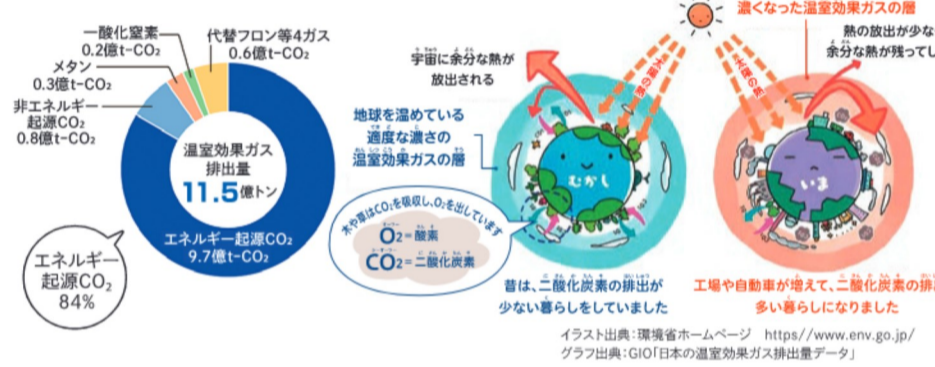 一酸化窒素
0.2億t-CO₂
代替フロン等4ガス
0.6億t-CO₂
メタン
0.3億t-CO₂
非エネルギー
起源CO₂
0.8億t-CO₂
温室効果ガス
排出量
11.5億トン
エネルギー起源CO₂
9.7億t-CO₂
エネルギー
起源CO₂
84%
宇宙に余分な熱が
放出される
地球を温めている
適度な濃さの
温室効果ガスの層
太陽の熱
むかし
木や草はCO₂を吸収し、O₂を出しています
O₂=酸素
CO₂=二酸化炭素
昔は、二酸化炭素の排出が
少ない暮らしをしていました
濃くなった温室効果ガスの層
熱の放出が少な
余分な熱が残ってい
太陽の熱
いま
工場や自動車が増えて、二酸化炭素の排
多い暮らしになりました
イラスト出典：環境省ホームページ https//www.env.go.jp/
グラフ出典：GIO「日本の温室効果ガス排出量データ」